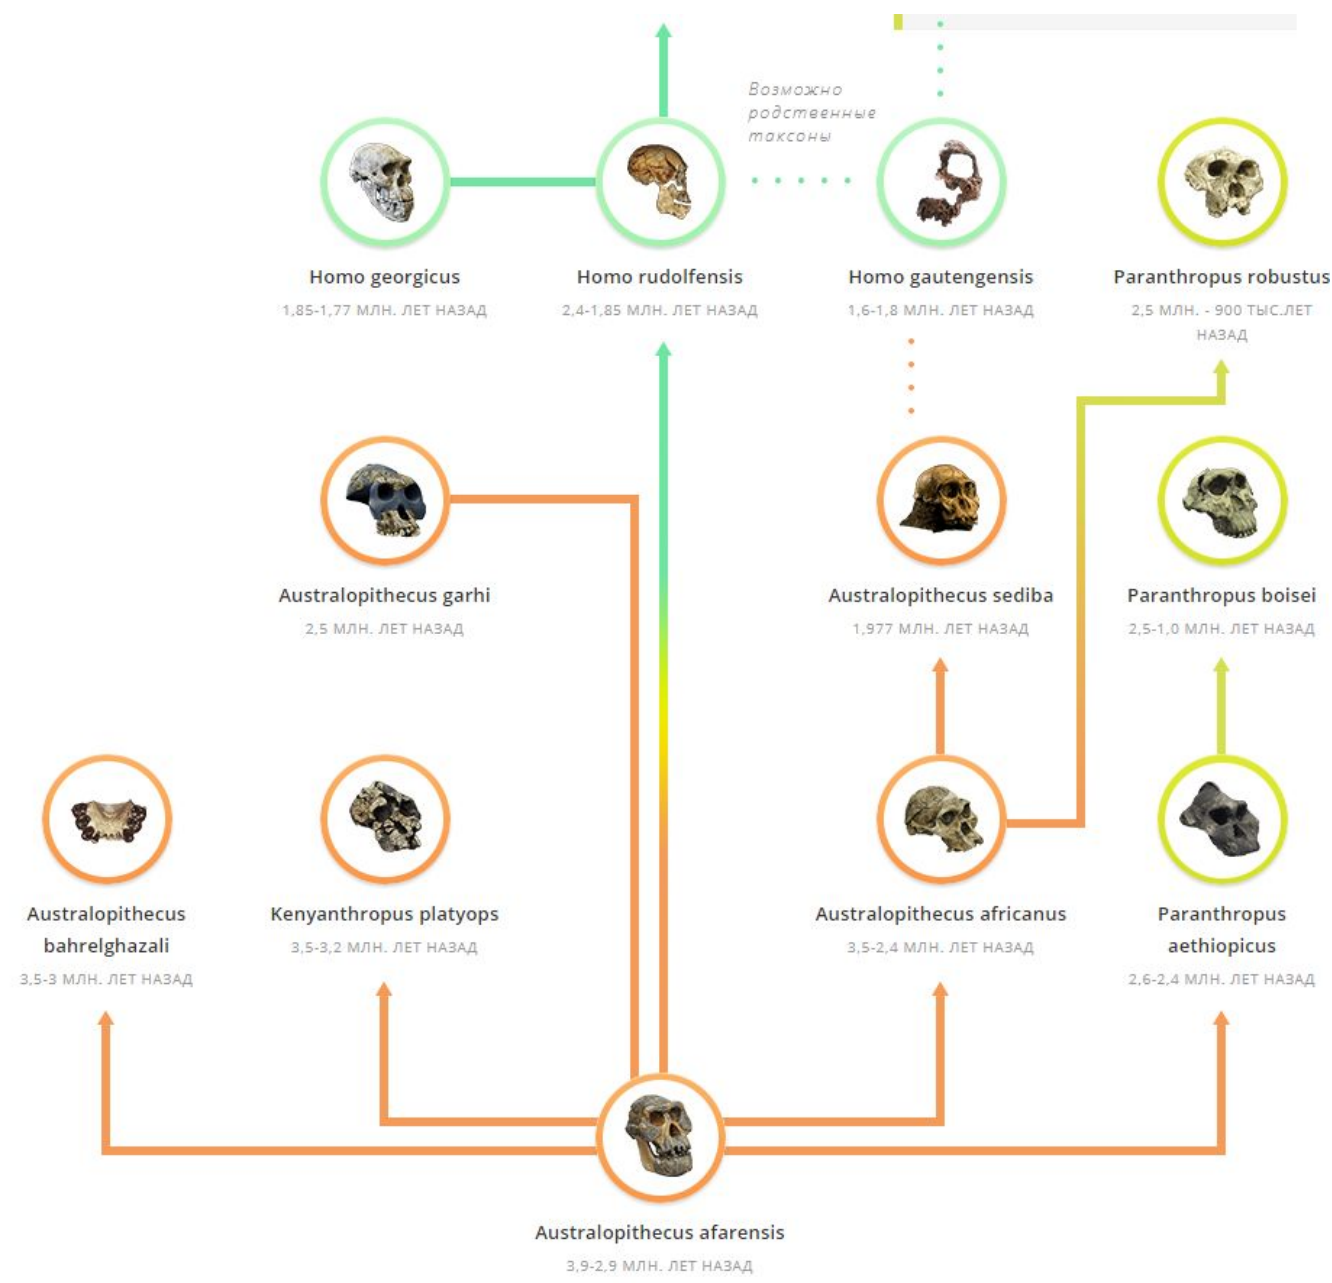 Возможно
родственные
таксоны
Homo georgicus
1,85-1,77 МЛН. ЛЕТ НАЗАД
Homo rudolfensis
2,4-1,85 МЛН. ЛЕТ НАЗАД
Homo gautengensis
1,6-1,8 МЛН. ЛЕТ НАЗАД
Paranthropus robustus
2,5 МЛН. - 900 ТЫС.ЛЕТ
НАЗАД
Australopithecus garhi
2,5 МЛН. ЛЕТ НАЗАД
Australopithecus sediba
1,977 МЛН. ЛЕТ НАЗАД
Paranthropus boisei
2,5-1,0 МЛН. ЛЕТ НАЗАД
Australopithecus
bahrelghazali
3,5-3 МЛН. ЛЕТ НАЗАД
Kenyanthropus platyops
3,5-3,2 МЛН. ЛЕТ НАЗАД
Australopithecus africanus
3,5-2,4 МЛН. ЛЕТ НАЗАД
Paranthropus
aethiopicus
2,6-2,4 МЛН. ЛЕТ НАЗАД
Australopithecus afarensis
3,9-2,9 МЛН. ЛЕТ НАЗАД